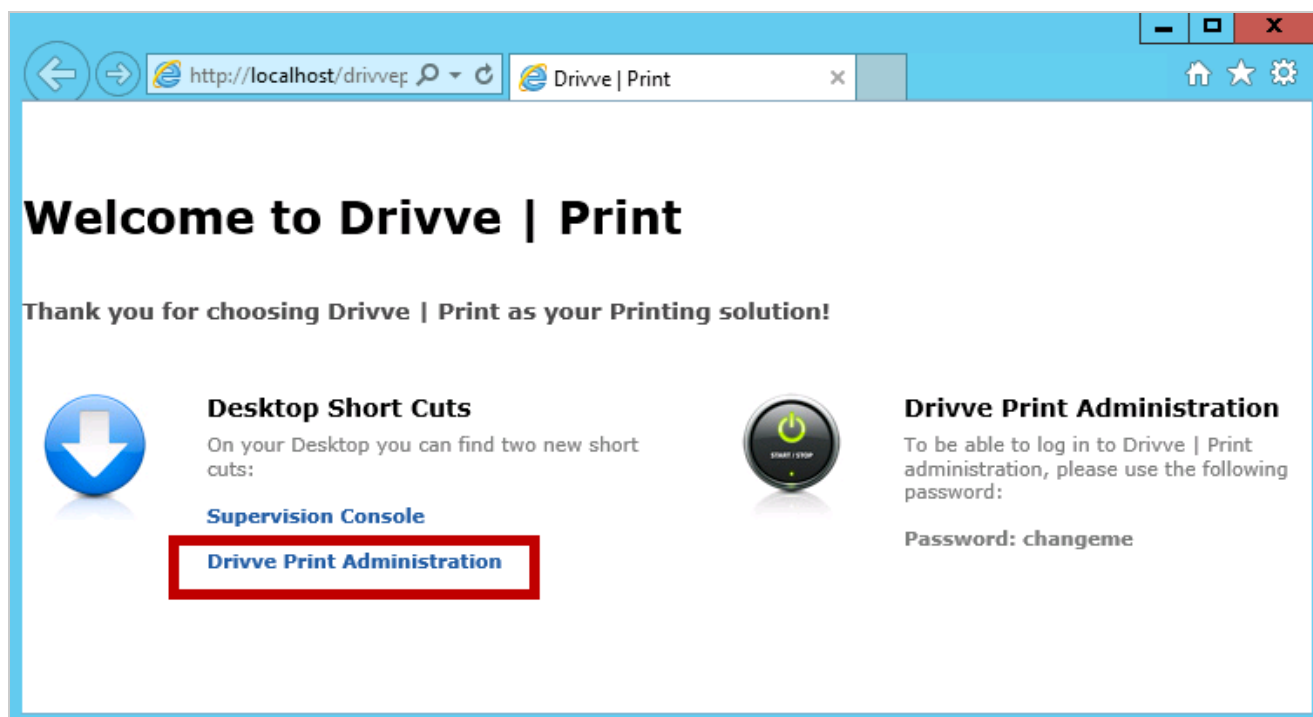 http://localhost/drivvep
Drivve | Print
Welcome to Drivve | Print
Thank you for choosing Drivve | Print as your Printing solution!
Desktop Short Cuts
On your Desktop you can find two new short
cuts:
Supervision Console
Drivve Print Administration
START / STOP
Drivve Print Administration
To be able to log in to Drivve | Print
administration, please use the following
password:
Password: changeme